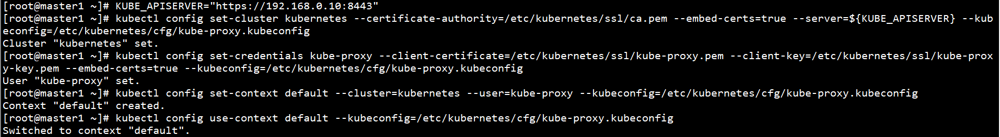 [root@master1 ~]# KUBE_APISERVER="https://192.168.0.10:8443"
[root@master1 ~]# kubectl config set-cluster kubernetes --certificate-authority=/etc/kubernetes/ssl/ca.pem --embed-certs=true --server=${KUBE_APISERVER} --kub
econfig=/etc/kubernetes/cfg/kube-proxy.kubeconfig
Cluster "kubernetes" set.
[root@master1 ~]# kubectl config set-credentials kube-proxy --client-certificate=/etc/kubernetes/ssl/kube-proxy.pem --client-key=/etc/kubernetes/ssl/kube-prox
y-key.pem --embed-certs=true --kubeconfig=/etc/kubernetes/cfg/kube-proxy.kubeconfig
User "kube-proxy" set.
[root@master1 ~]# kubectl config set-context default --cluster=kubernetes --user=kube-proxy --kubeconfig=/etc/kubernetes/cfg/kube-proxy.kubeconfig
Context "default" created.
[root@master1 ~]# kubectl config use-context default --kubeconfig=/etc/kubernetes/cfg/kube-proxy.kubeconfig
Switched to context "default".